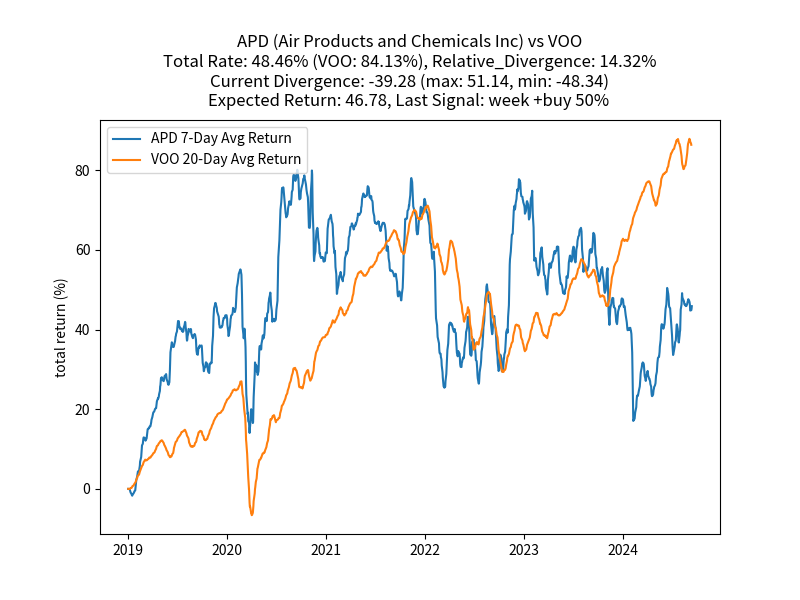 APD (Air Products and Chemicals Inc) vs VOO
Total Rate: 48.46% (VOO: 84.13%), Relative_Divergence: 14.32%
Current Divergence: -39.28 (max: 51.14, min: -48.34)
Expected Return: 46.78, Last Signal: week +buy 50%
APD 7-Day Avg Return
VOO 20-Day Avg Return
total return (%)
80
60
40
20
0
2019 2020 2021 2022 2023 2024